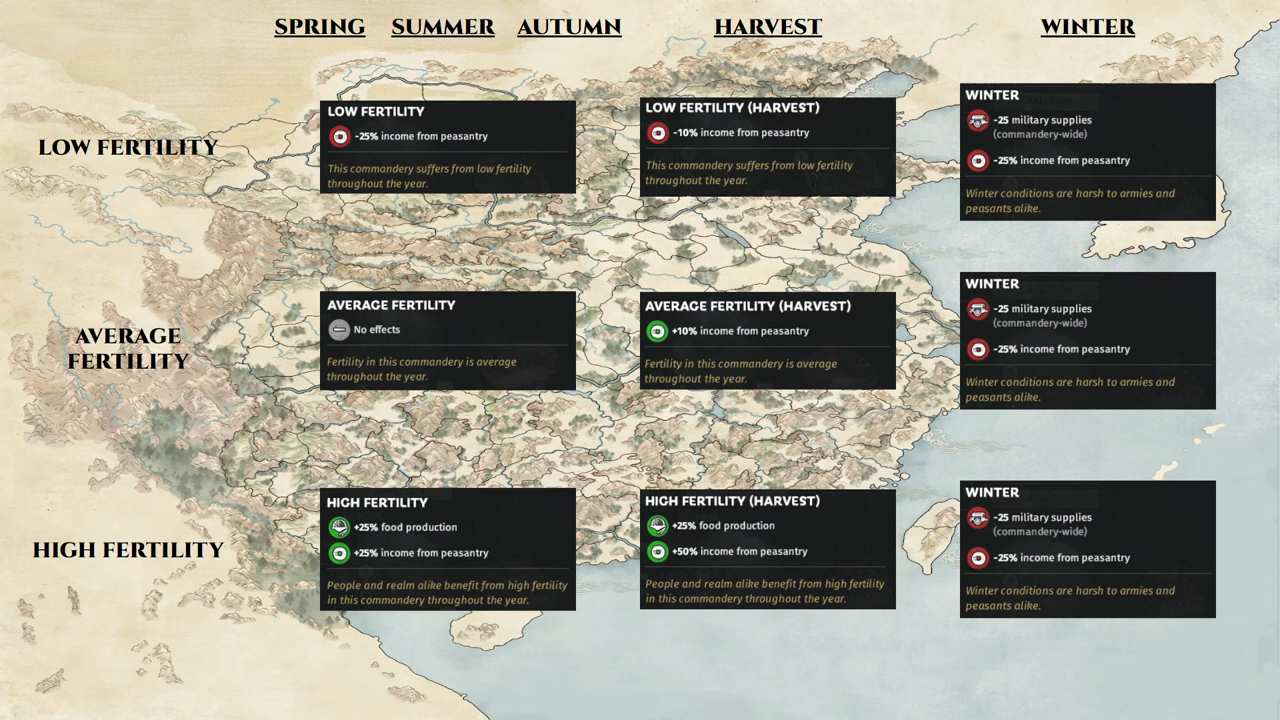 SPRING SUMMER AUTUMN HARVEST WINTER
LOW FERTILITY
LOW FERTILITY
-25% income from peasantry
This commandery suffers from low fertility
throughout the year.
LOW FERTILITY (HARVEST)
-10% income from peasantry
This commandery suffers from low fertility
throughout the year.
WINTER
-25 military supplies
(commandery-wide)
-25% income from peasantry
Winter conditions are harsh to armies and
peasants alike.
AVERAGE
FERTILITY
AVERAGE FERTILITY
No effects
Fertility in this commandery is average
throughout the year.
AVERAGE FERTILITY (HARVEST)
+10% income from peasantry
Fertility in this commandery is average
throughout the year.
WINTER
-25 military supplies
(commandery-wide)
-25% income from peasantry
Winter conditions are harsh to armies and
peasants alike.
HIGH FERTILITY
HIGH FERTILITY
+25% food production
+25% income from peasantry
People and realm alike benefit from high fertility
in this commandery throughout the year.
HIGH FERTILITY (HARVEST)
+25% food production
+50% income from peasantry
People and realm alike benefit from high fertility
in this commandery throughout the year.
WINTER
-25 military supplies
(commandery-wide)
-25% income from peasantry
Winter conditions are harsh to armies and
peasants alike.